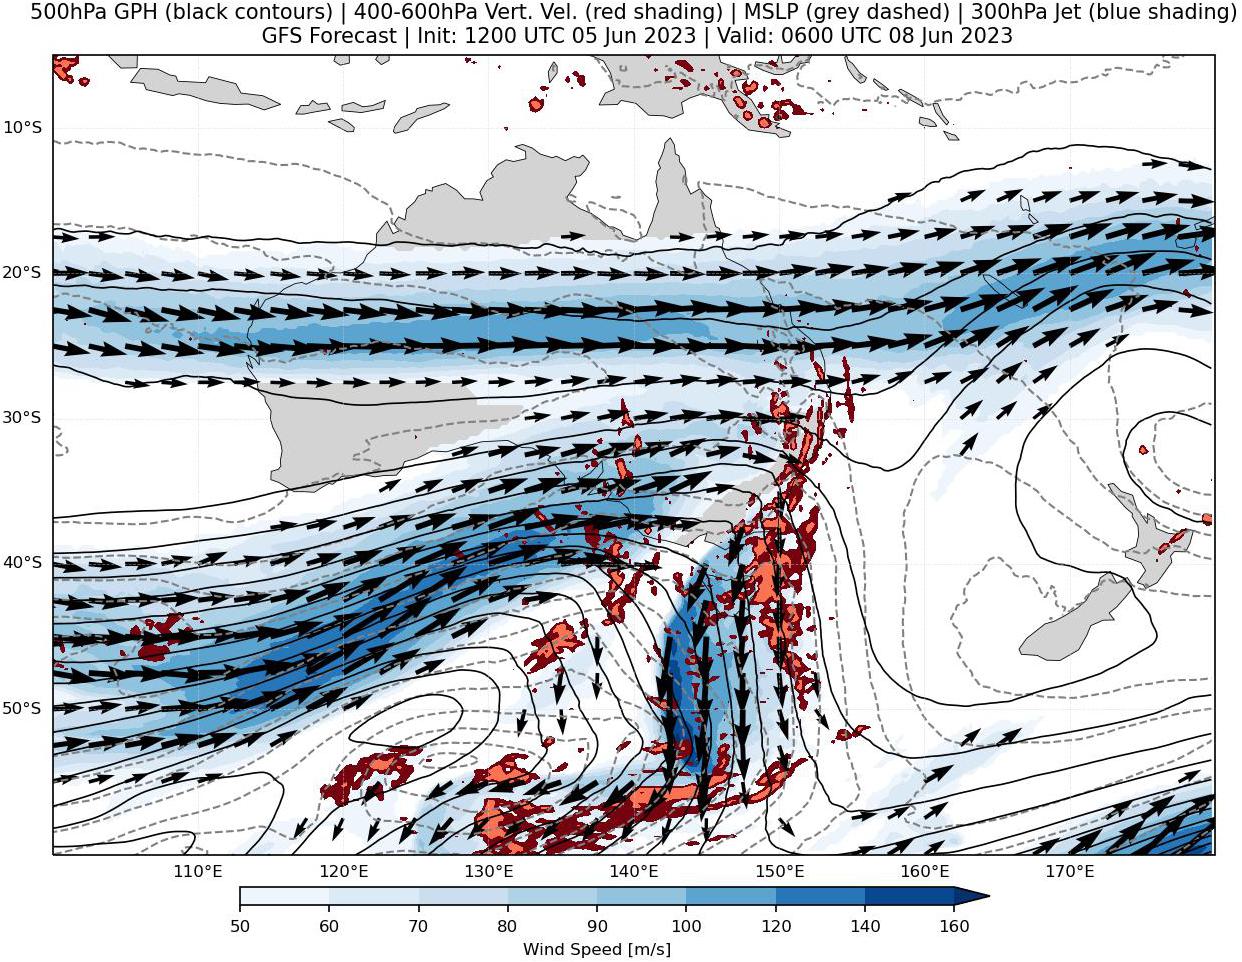 500hPa GPH (black contours) | 400-600hPa Vert. Vel. (red shading) | MSLP (grey dashed) | 300hPa Jet (blue shading)
GFS Forecast | Init: 1200 UTC 05 Jun 2023 | Valid: 0600 UTC 08 Jun 2023
10°S
20°S
30°S
40°S
50°S
110°E 120°E 130°E 140°E 150°E 160°E 170°E
50 60 70 80 90 100 120 140 160
Wind Speed [m/s]